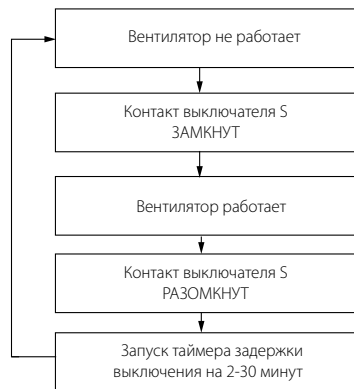 Вентилятор не работает
Контакт выключателя S
ЗАМКНУТ
Вентилятор работает
Контакт выключателя S
РАЗОМКНУТ
Запуск таймера задержки
выключения на 2-30 минут